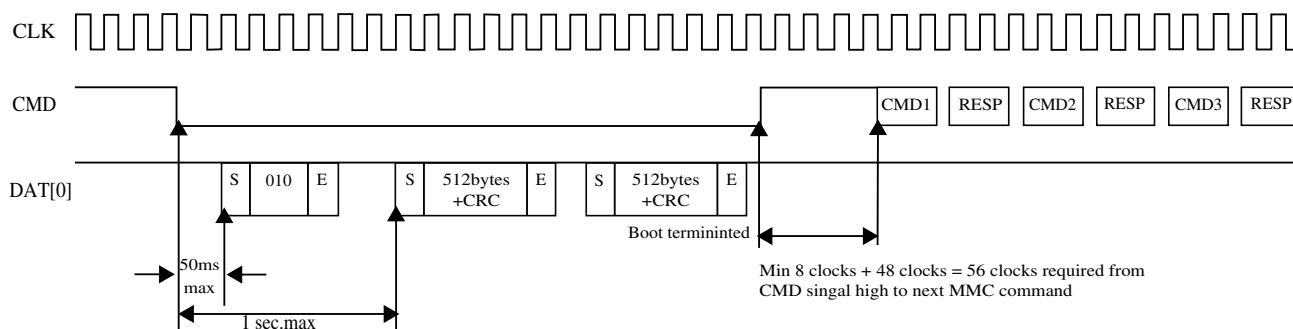 CLK
CMD
CMD1 RESP CMD2 RESP CMD3 RESP
DAT[0]
S 010 E
S 512bytes +CRC E
S 512bytes +CRC E
Boot termininted
50ms
max
1 sec.max
Min 8 clocks + 48 clocks = 56 clocks required from
CMD singal high to next MMC command